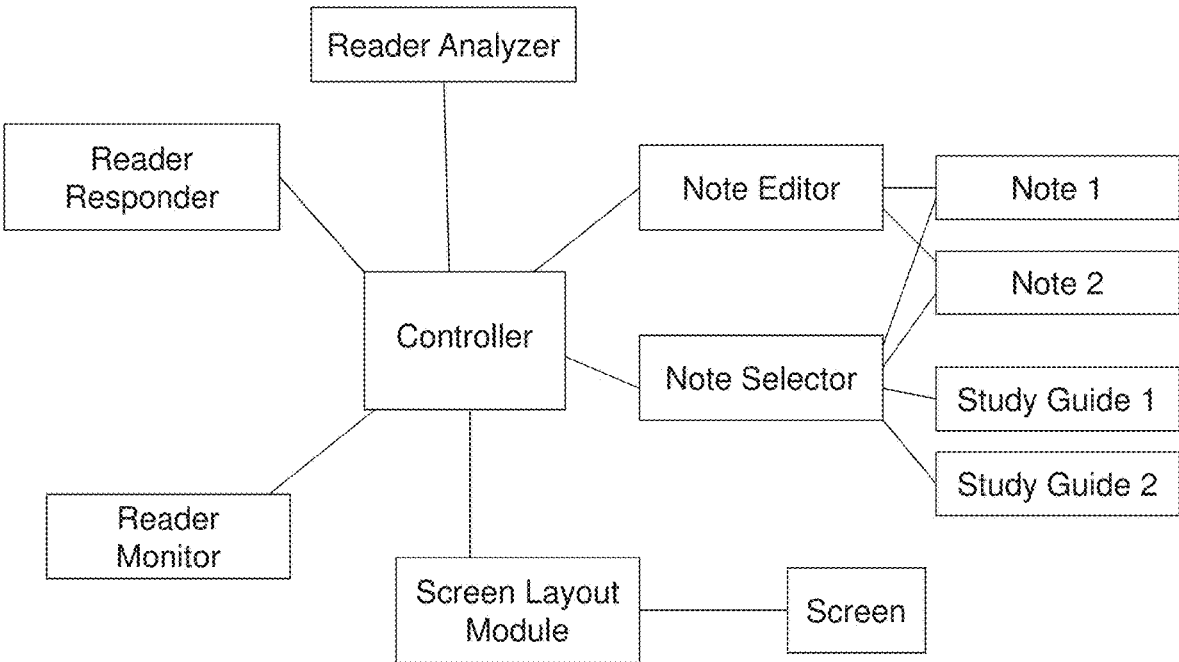 Reader Analyzer
Reader
Responder
Note Editor
Note 1
Note 2
Controller
Note Selector
Study Guide 1
Study Guide 2
Reader
Monitor
Screen Layout
Module
Screen